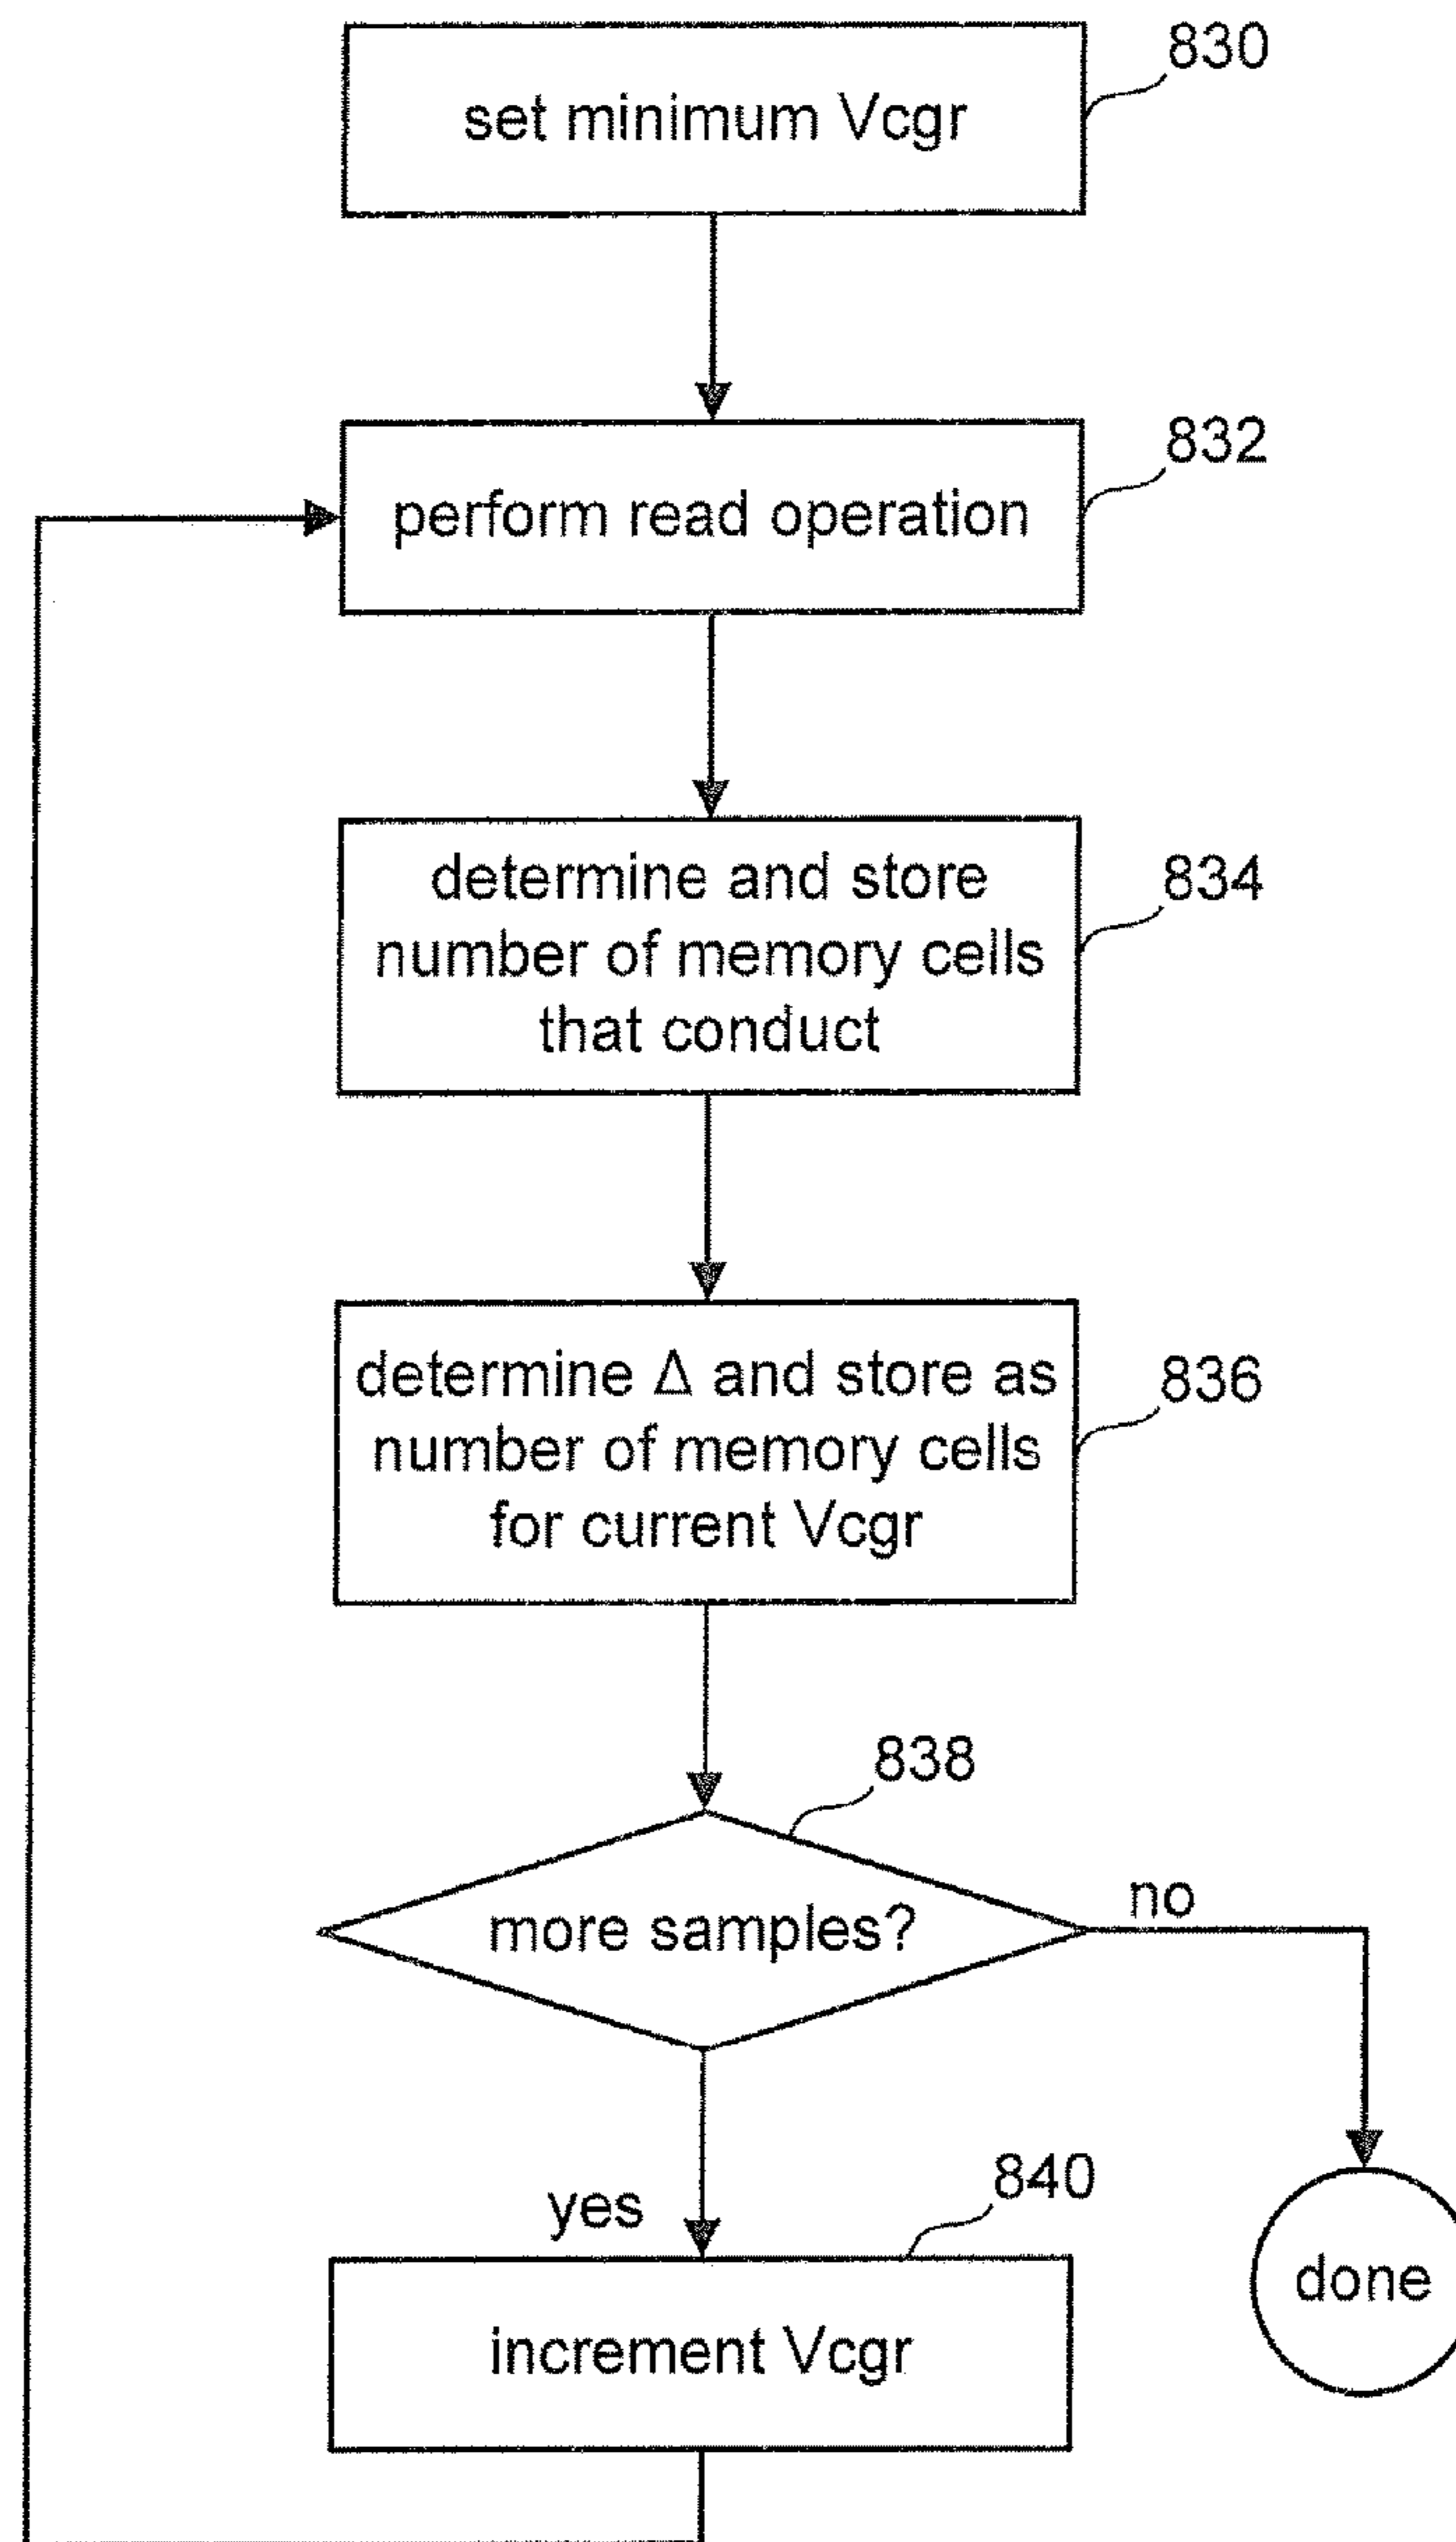 830
set minimum Vcgr
832
perform read operation
834
determine and store
number of memory cells
that conduct
836
determine Δ and store as
number of memory cells
for current Vcgr
838
more samples?
no
yes
840
increment Vcgr
done